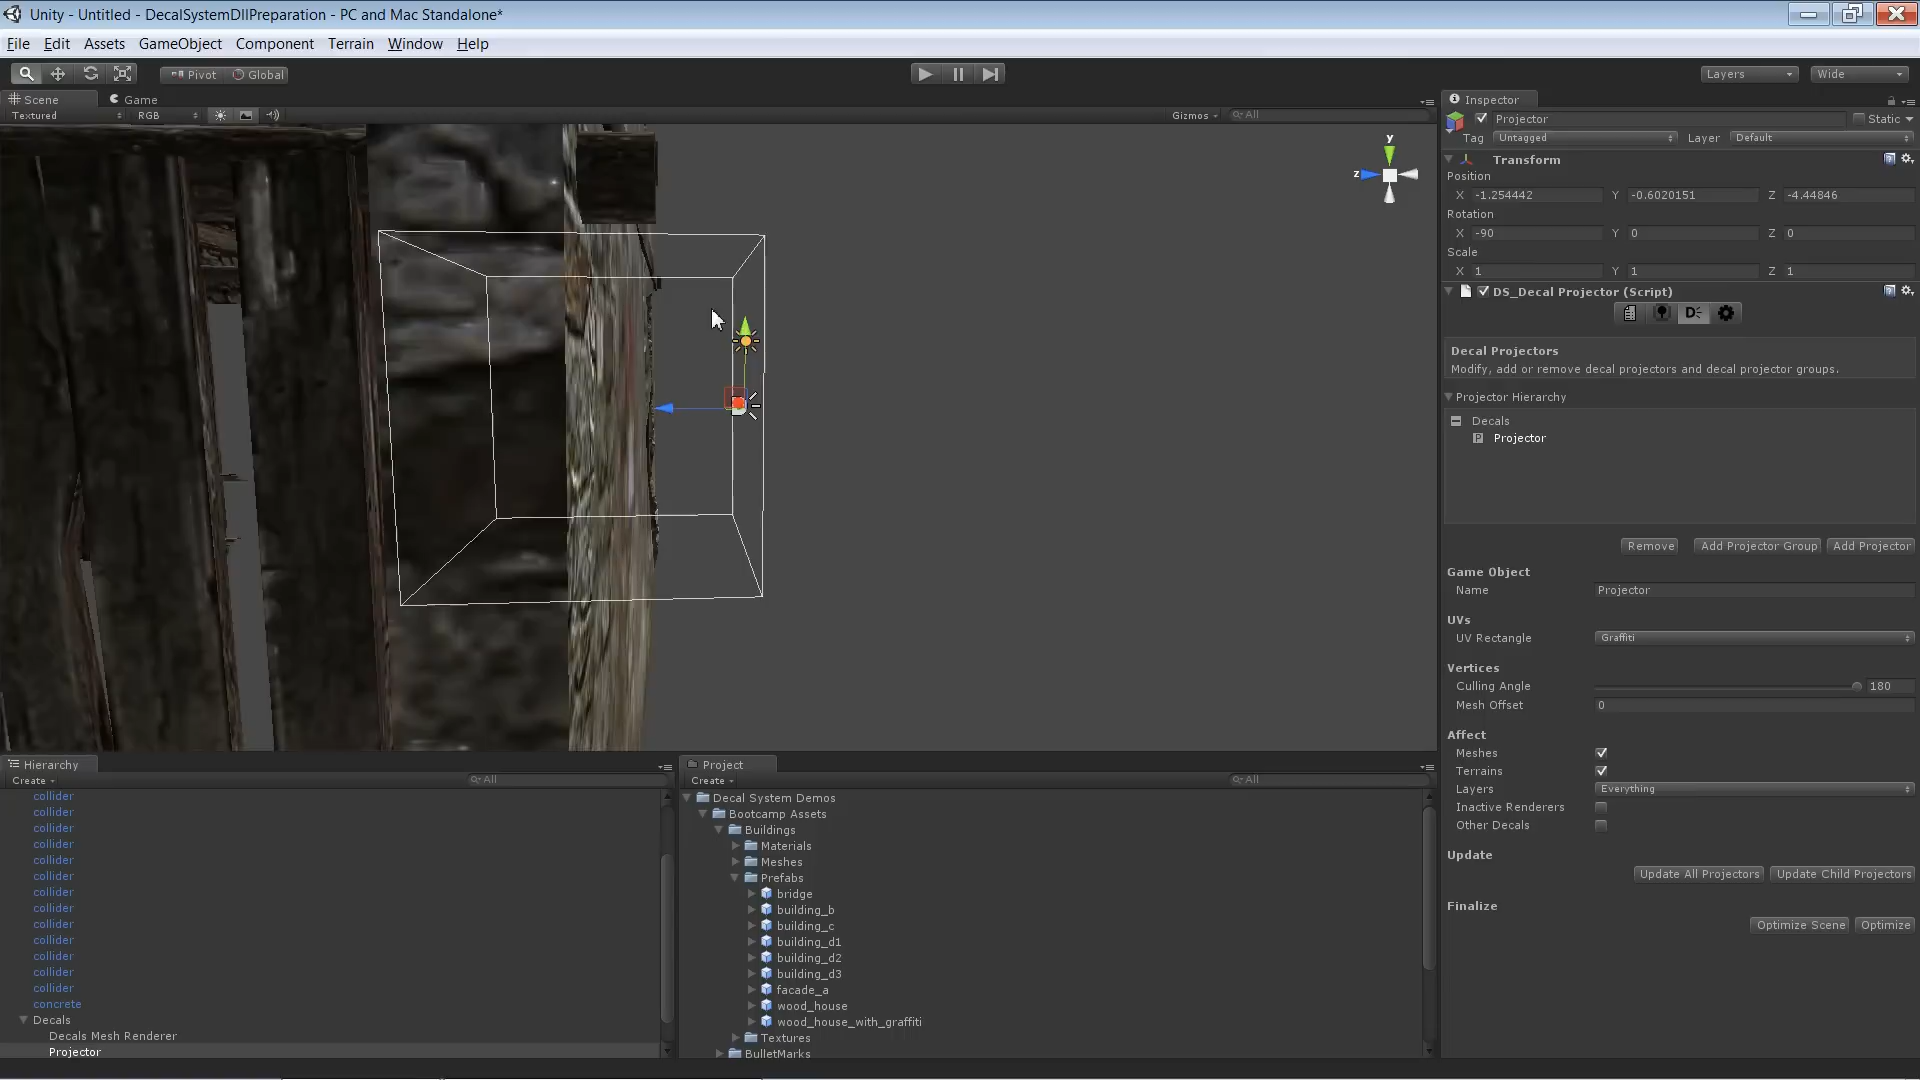 Unity - Untitled - DecalSystemDllPreparation - PC and Mac Standalone*
File Edit Assets GameObject Component Terrain Window Help
Pivot Global Layers Wide
Scene Game
Textured RGB Gizmos All
y
z
Inspector
Projector Static
Tag Untagged Layer Default
Transform
Position
X -1.254442 Y -0.6020151 Z -4.44846
Rotation
X -90 Y 0 Z 0
Scale
X 1 Y 1 Z 1
DS_Decal Projector (Script)
D
Decal Projectors
Modify, add or remove decal projectors and decal projector groups.
Projector Hierarchy
Decals
P Projector
Remove Add Projector Group Add Projector
Game Object
Name Projector
UVs
UV Rectangle Graffiti
Vertices
Culling Angle 180
Mesh Offset 0
Affect
Meshes
Terrains
Layers Everything
Inactive Renderers
Other Decals
Update
Update All Projectors Update Child Projectors
Finalize
Optimize Scene Optimize
Hierarchy
Create All
collider
collider
collider
collider
collider
collider
collider
collider
collider
collider
collider
collider
collider
concrete
Decals
Decals Mesh Renderer
Projector
Project
Create All
Decal System Demos
Bootcamp Assets
Buildings
Materials
Meshes
Prefabs
bridge
building_b
building_c
building_d1
building_d2
building_d3
facade_a
wood_house
wood_house_with_graffiti
Textures
BulletMarks